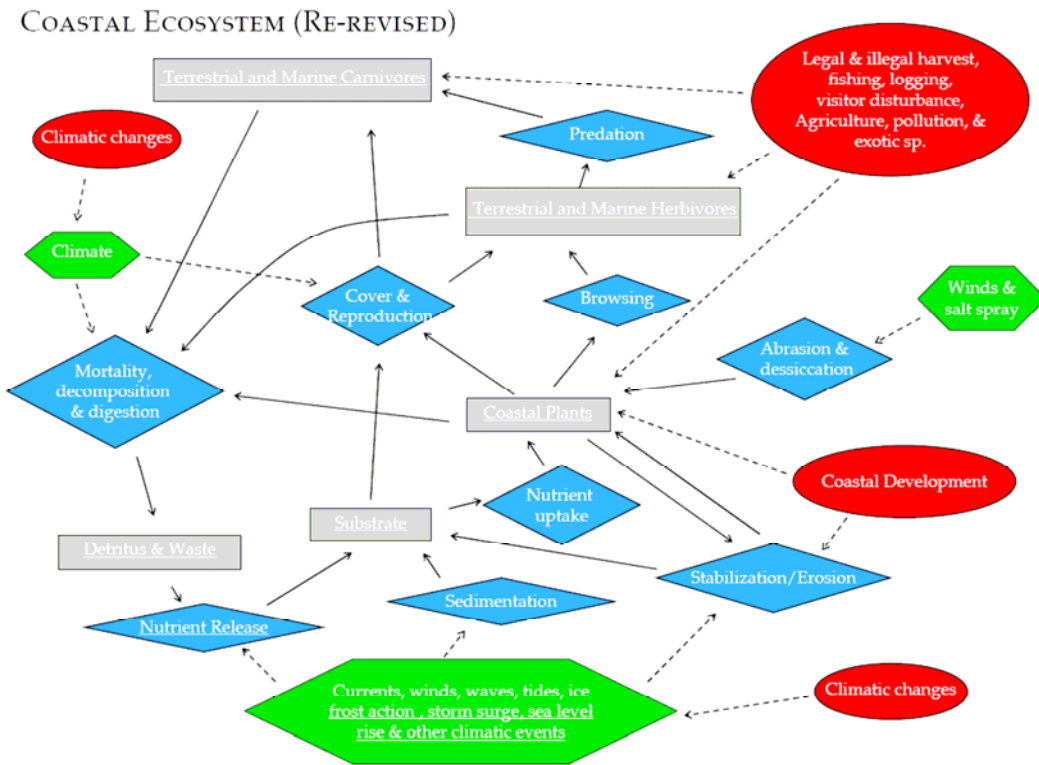 COASTAL ECOSYSTEM (RE-REVISED)
Terrestrial and Marine Carnivores
Legal & illegal harvest,
fishing, logging,
visitor disturbance,
Agriculture, pollution, &
exotic sp.
Climatic changes
Predation
Terrestrial and Marine Herbivores
Climate
Cover &
Reproduction
Browsing
Winds &
salt spray
Abrasion &
dessiccation
Mortality,
decomposition
& digestion
Coastal Plants
Coastal Development
Nutrient
uptake
Substrate
Detritus & Waste
Stabilization/Erosion
Sedimentation
Nutrient Release
Currents, winds, waves, tides, ice
frost action , storm surge, sea level
rise & other climatic events
Climatic changes